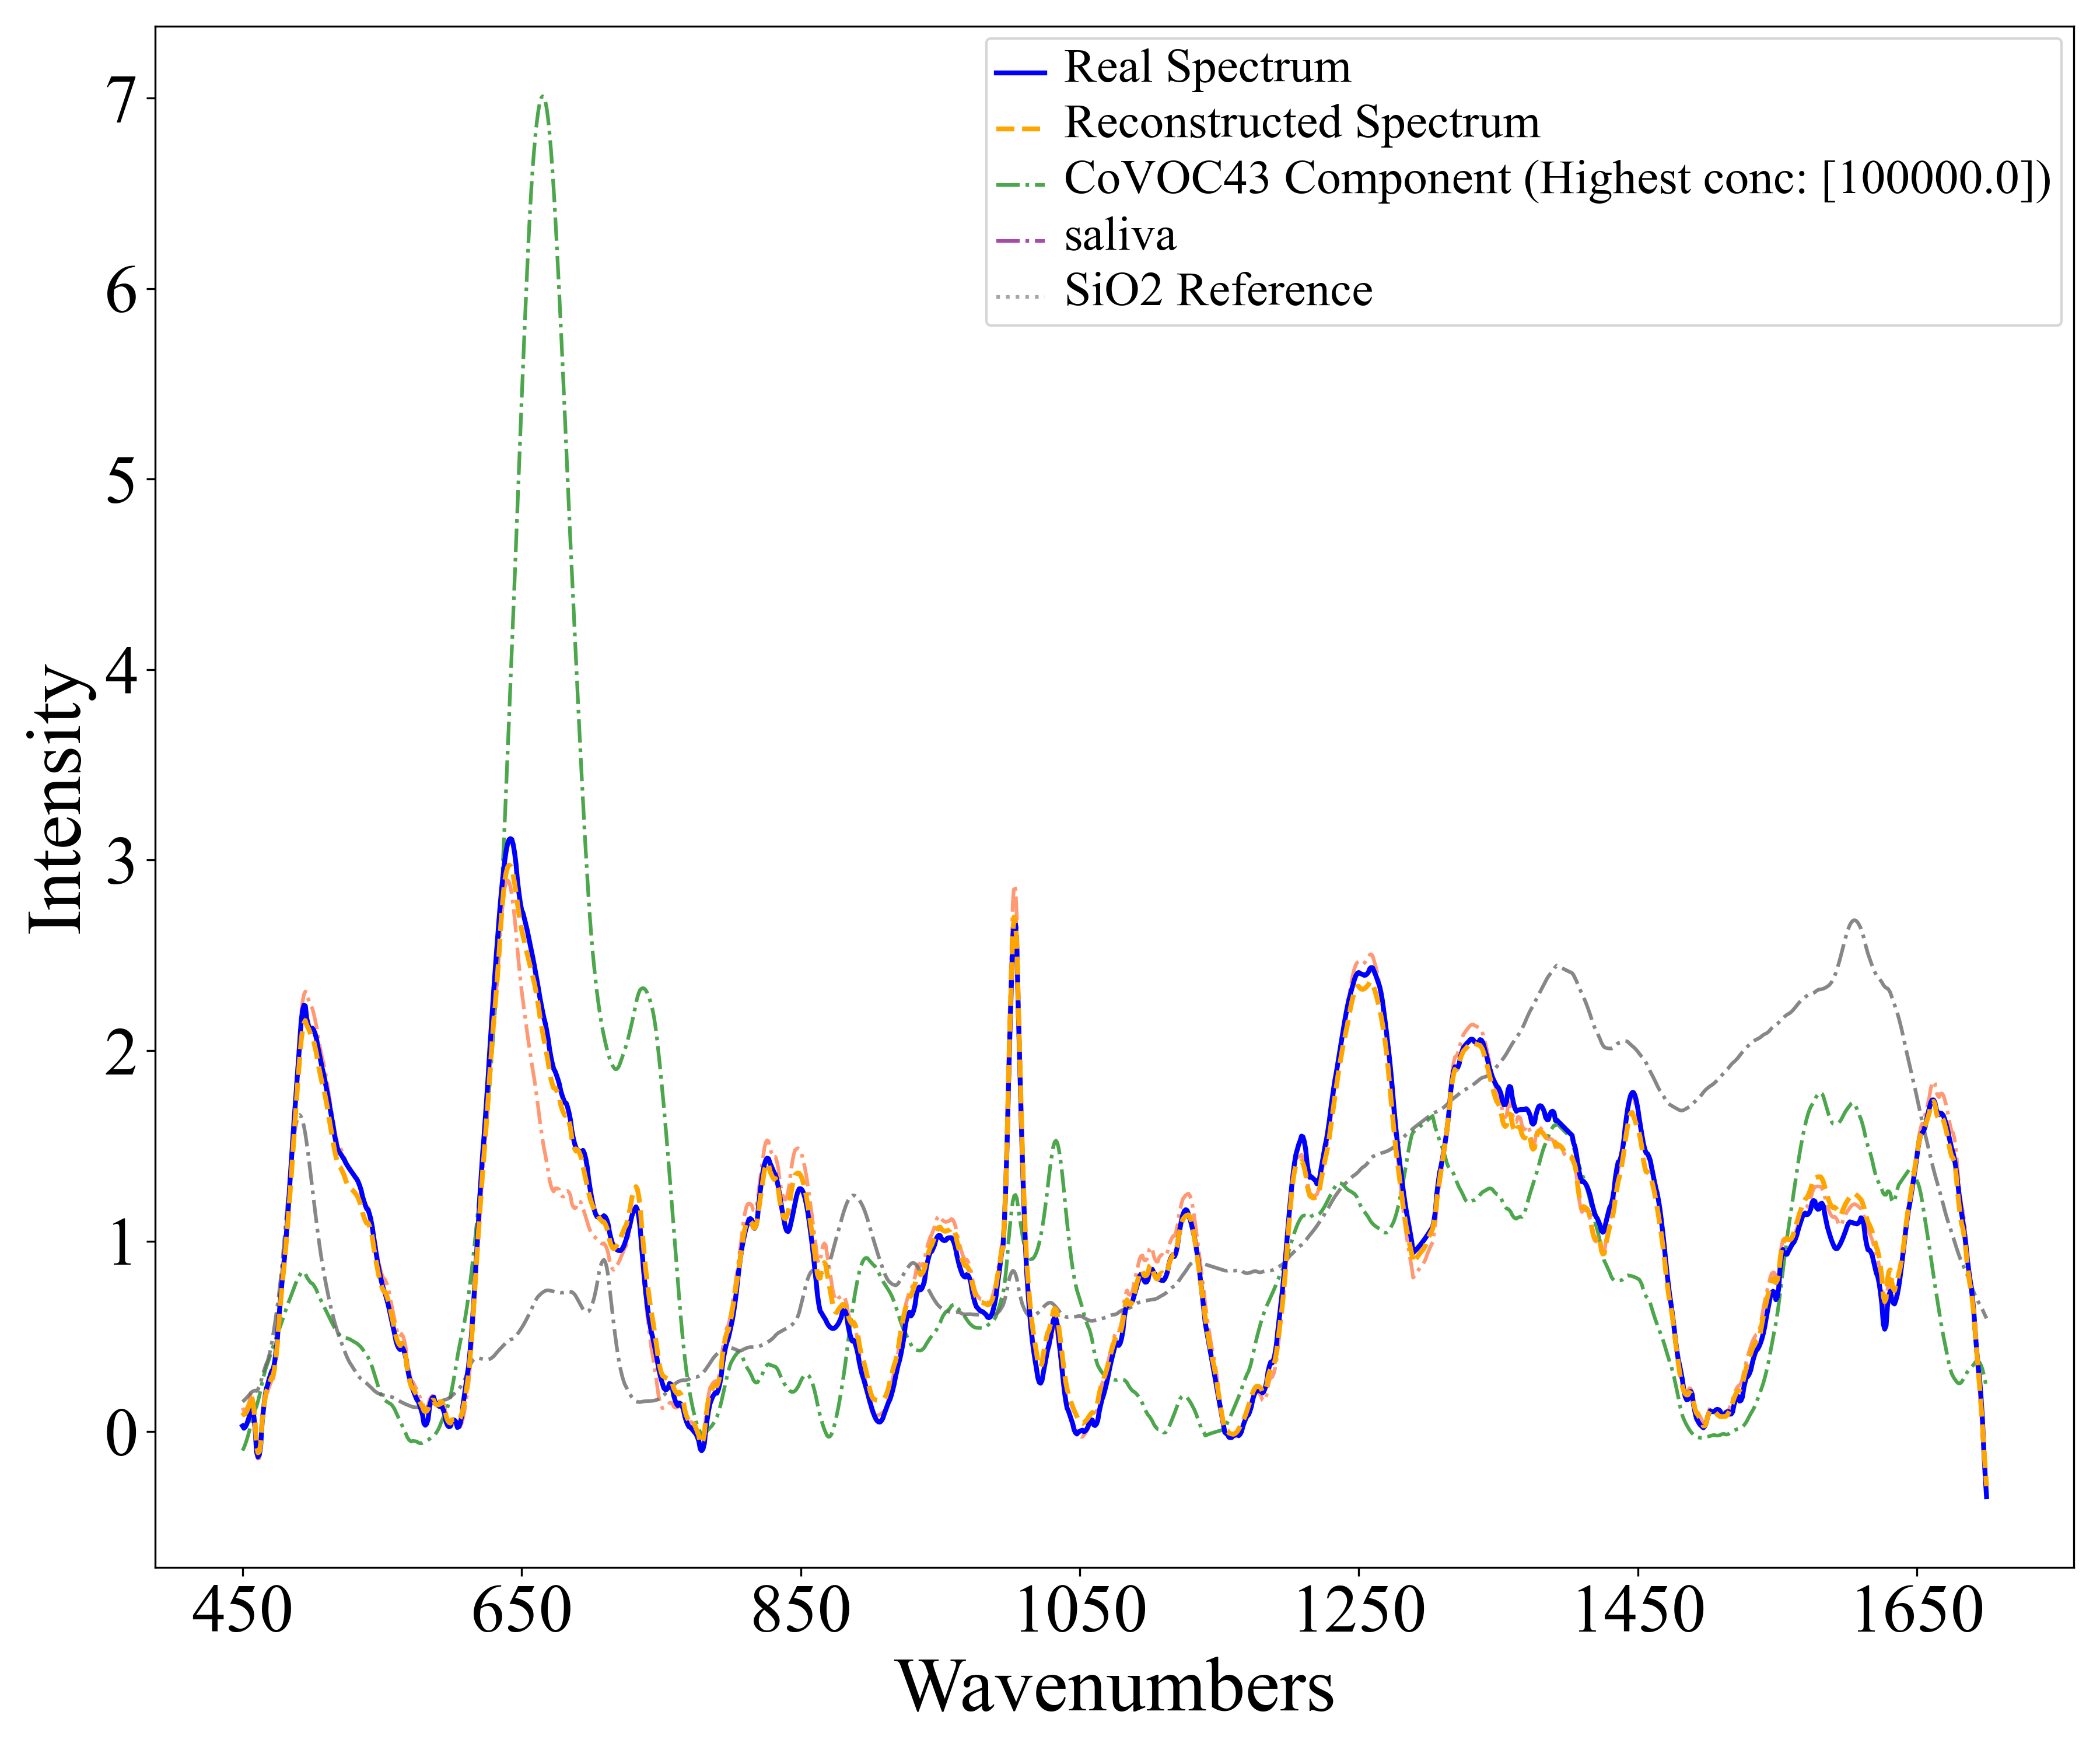 Real Spectrum
Reconstructed Spectrum
CoVOC43 Component (Highest conc: [100000.0])
saliva
SiO2 Reference
7
6
5
4
3
2
1
0
Intensity
450 650 850 1050 1250 1450 1650
Wavenumbers